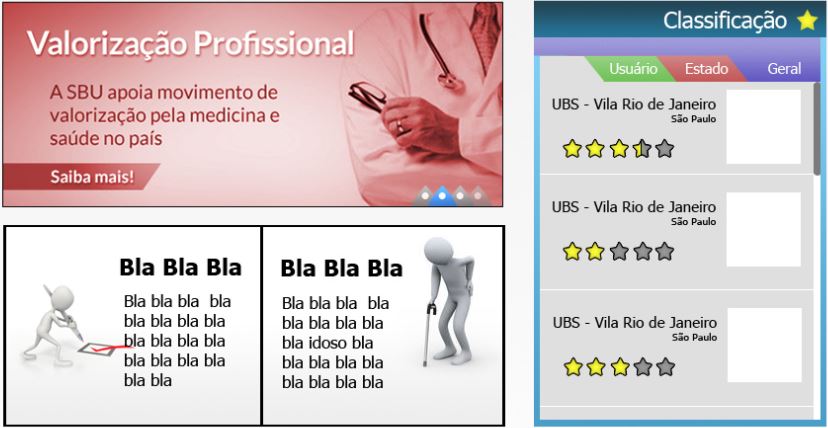 Valorização Profissional
A SBU apoia movimento de
valorização pela medicina e
saúde no país
Saiba mais!
Bla Bla Bla
Bla bla bla  bla
bla bla bla bla
bla bla bla bla
bla bla bla bla
bla bla
Bla Bla Bla
Bla bla bla  bla
bla bla bla bla
bla idoso bla
bla bla bla bla
bla bla bla bla
Classificação
Usuário Estado Geral
UBS - Vila Rio de Janeiro
São Paulo
UBS - Vila Rio de Janeiro
São Paulo
UBS - Vila Rio de Janeiro
São Paulo